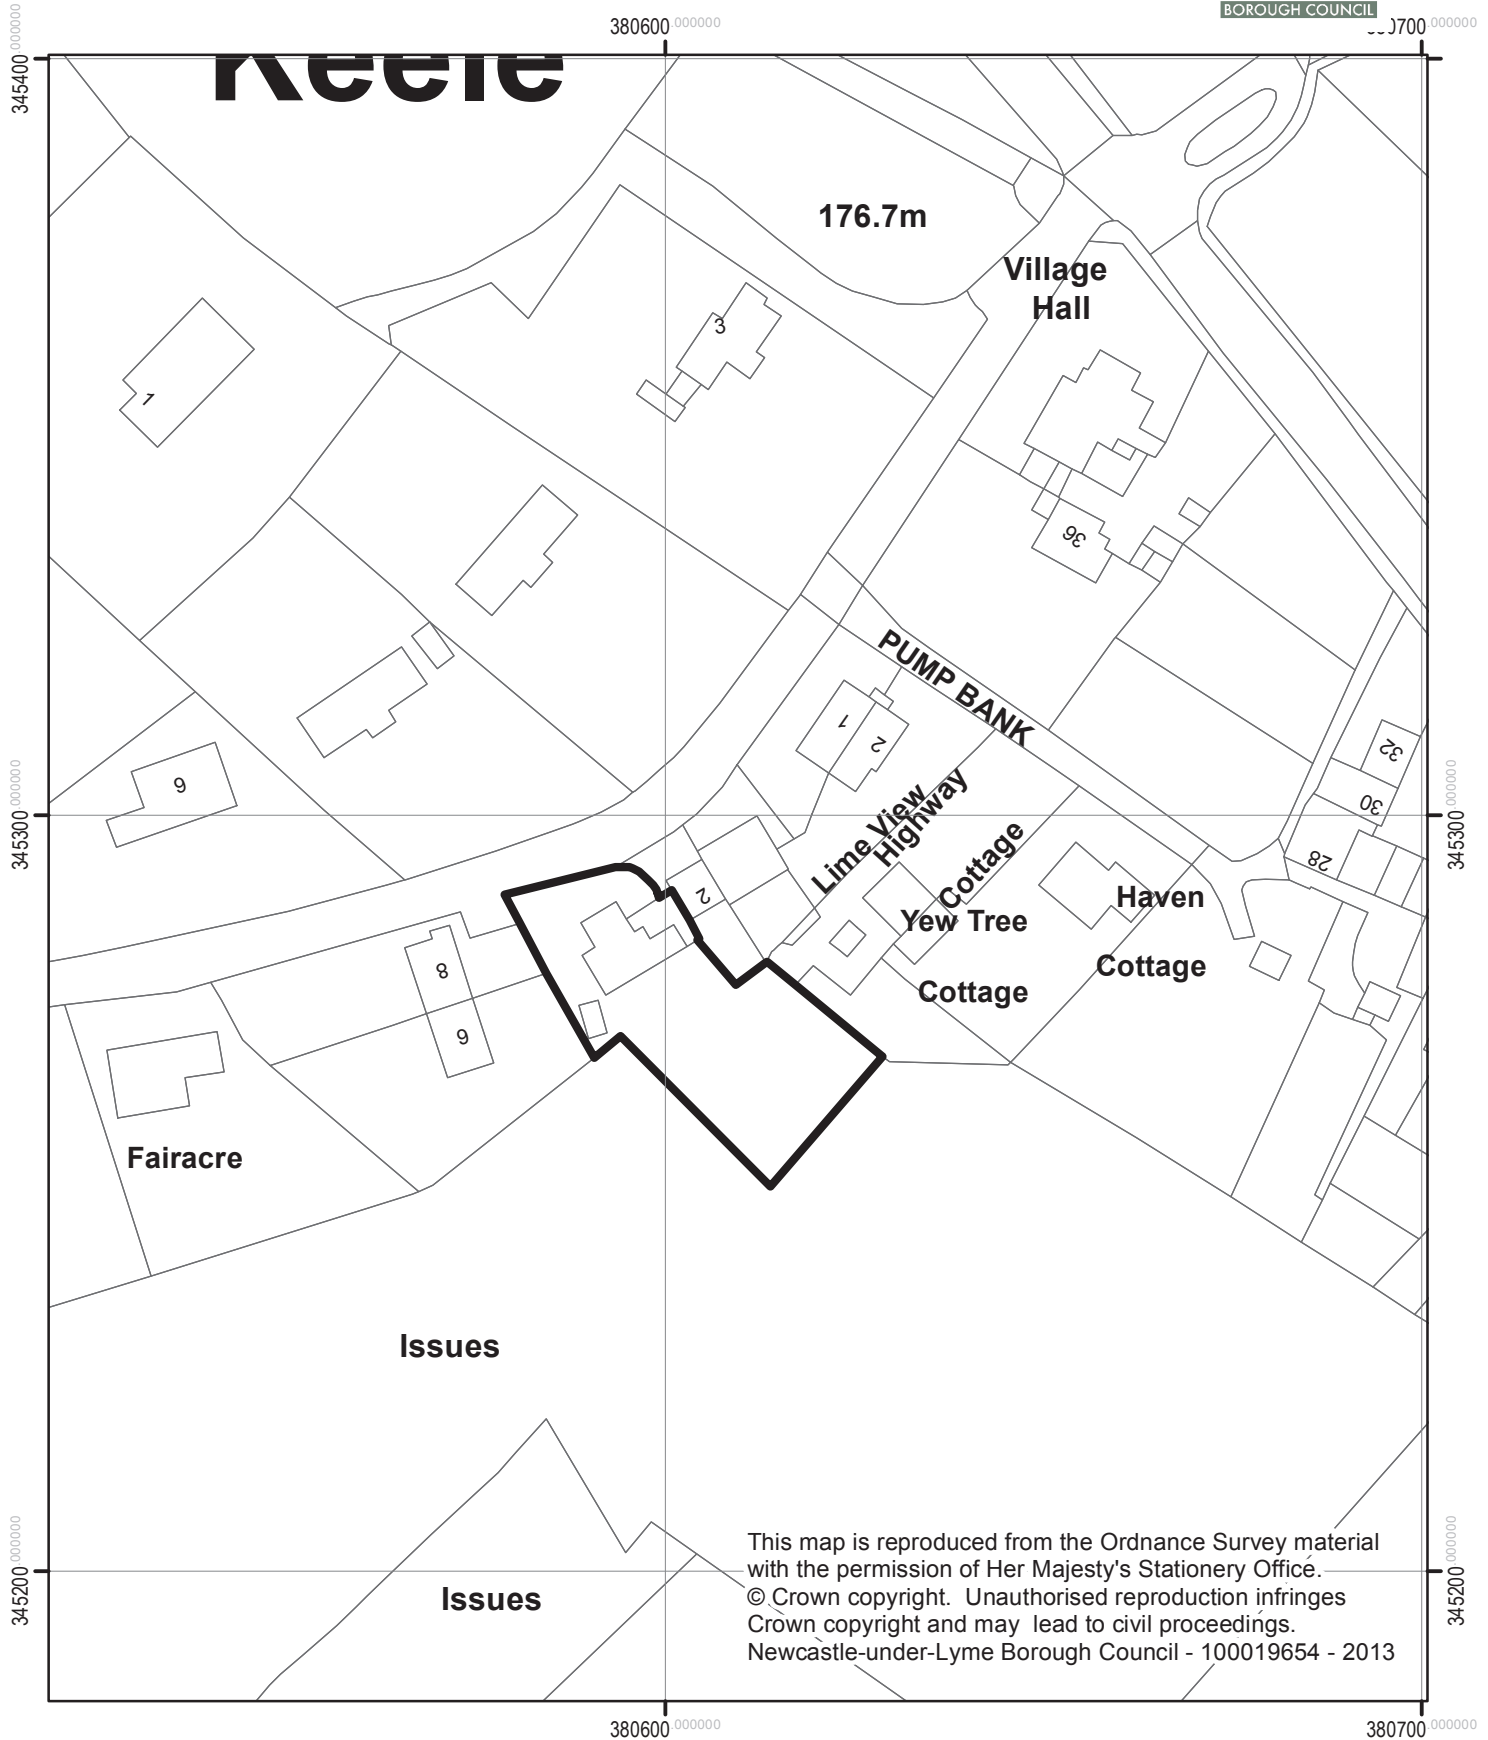 BOROUGH COUNCIL
380600.000000
700.000000
345400.000000
Keele
176.7m
Village
Hall
3
1
36
PUMP BANK
1
2
32
30
28
6
345300.000000
345300.000000
Lime View
Highway
Cottage
2
Haven
Cottage
Yew Tree
Cottage
8
6
Fairacre
Issues
Issues
This map is reproduced from the Ordnance Survey material
with the permission of Her Majesty's Stationery Office.
© Crown copyright. Unauthorised reproduction infringes
Crown copyright and may lead to civil proceedings.
Newcastle-under-Lyme Borough Council - 100019654 - 2013
345200.000000
345200.000000
380600.000000
380700.000000